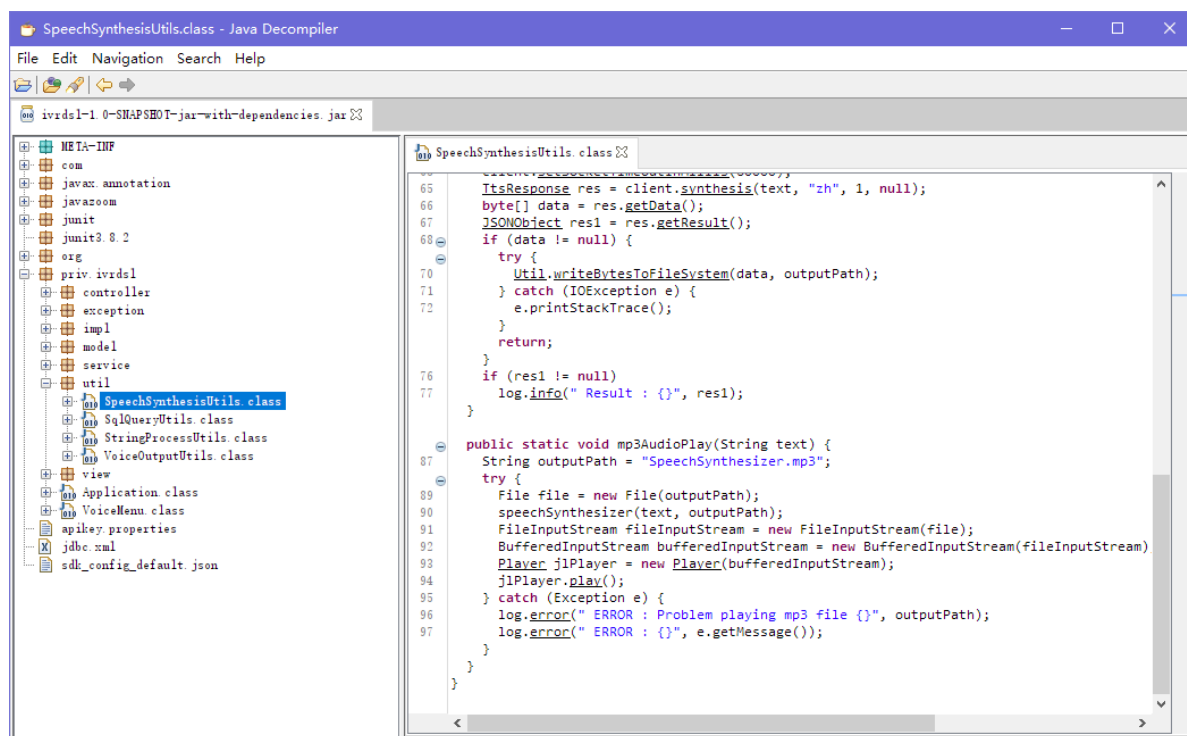 SpeechSynthesisUtils.class - Java Decompiler
File Edit Navigation Search Help
ivrdsl-1.0-SNAPSHOT-jar-with-dependencies.jar
META-INF
com
javax.annotation
javazoom
junit
junit3.8.2
org
priv.ivrdsl
controller
exception
impl
model
service
util
SpeechSynthesisUtils.class
SqlQueryUtils.class
StringProcessUtils.class
VoiceOutputUtils.class
view
Application.class
VoiceMenu.class
apikey.properties
jdbc.xml
sdk_config_default.json
SpeechSynthesisUtils.class
65 TtsResponse res = client.synthesis(text, "zh", 1, null);
66 byte[] data = res.getData();
67 JSONObject res1 = res.getResult();
68 if (data != null) {
try {
70 Util.writeBytesToFileSystem(data, outputPath);
71 } catch (IOException e) {
72 e.printStackTrace();
}
return;
}
76 if (res1 != null)
77 log.info(" Result : {}", res1);
}
public static void mp3AudioPlay(String text) {
87 String outputPath = "SpeechSynthesizer.mp3";
try {
89 File file = new File(outputPath);
90 speechSynthesizer(text, outputPath);
91 FileInputStream fileInputStream = new FileInputStream(file);
92 BufferedInputStream bufferedInputStream = new BufferedInputStream(fileInputStream)
93 Player jlPlayer = new Player(bufferedInputStream);
94 jlPlayer.play();
95 } catch (Exception e) {
96 log.error(" ERROR : Problem playing mp3 file {}", outputPath);
97 log.error(" ERROR : {}", e.getMessage());
}
}
}